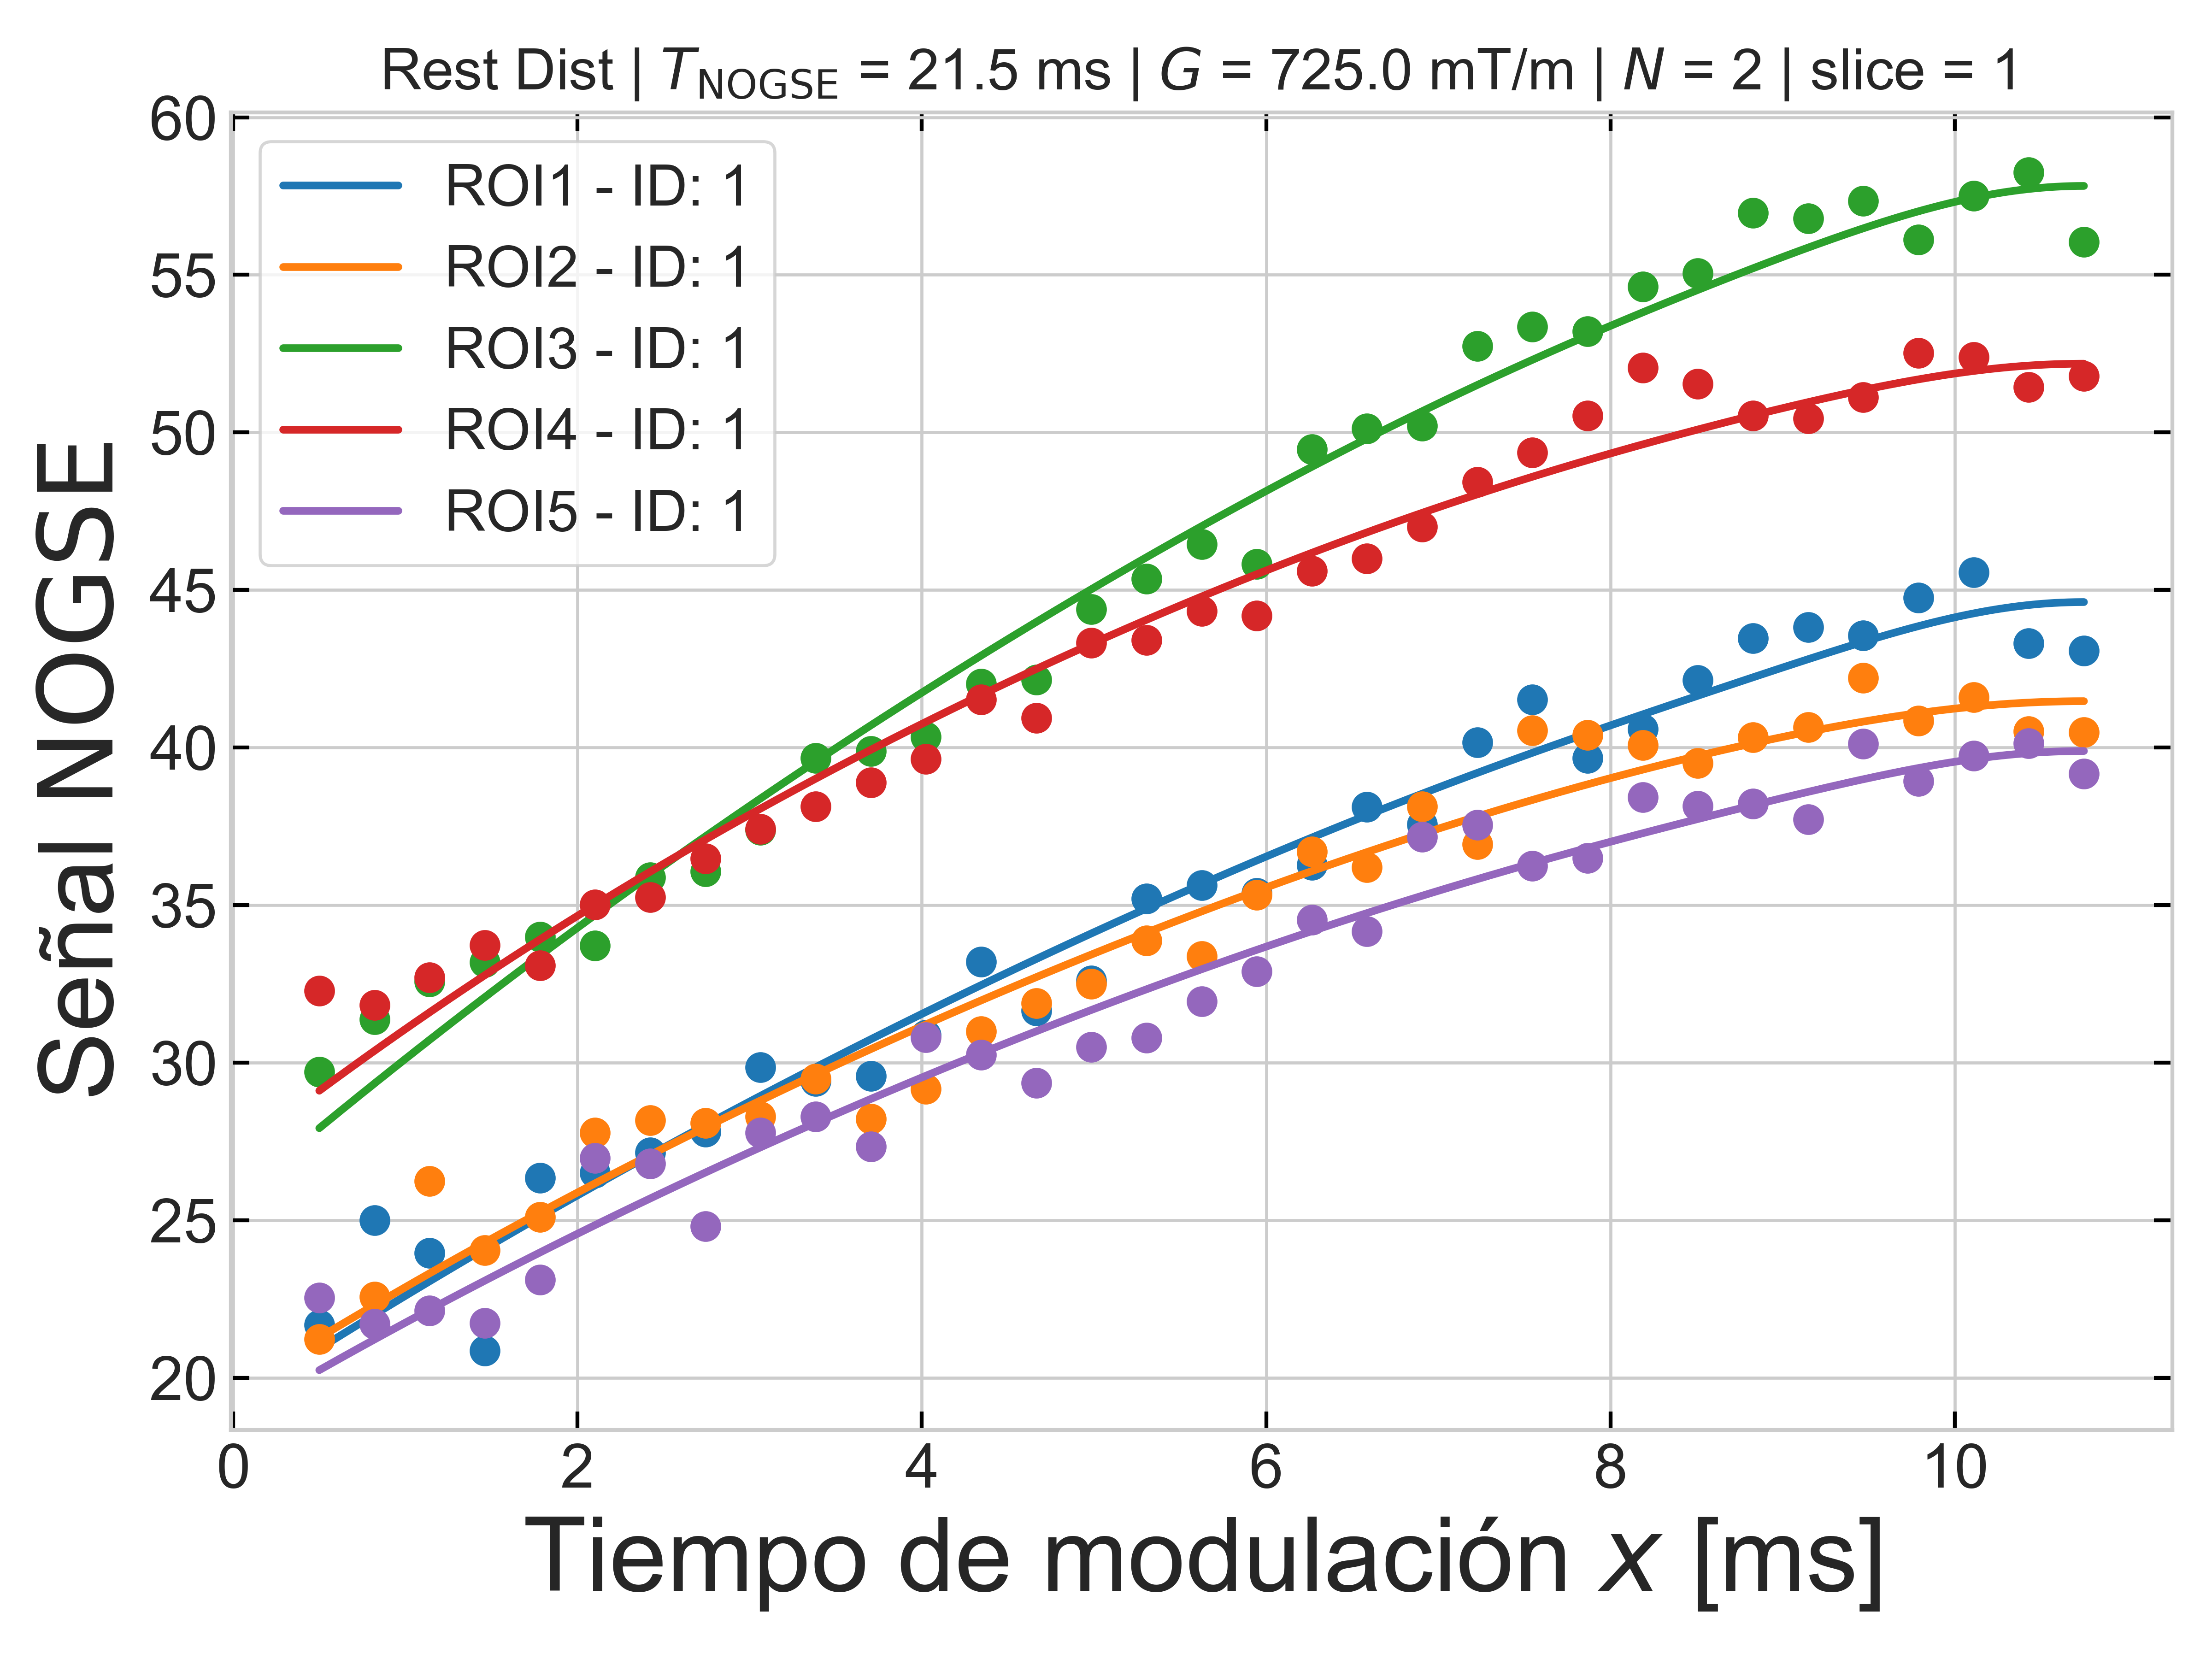 Rest Dist | T_NOGSE = 21.5 ms | G = 725.0 mT/m | N = 2 | slice = 1
60
55
50
45
40
35
30
25
20
Señal NOGSE
ROI1 - ID: 1
ROI2 - ID: 1
ROI3 - ID: 1
ROI4 - ID: 1
ROI5 - ID: 1
0 2 4 6 8 10
Tiempo de modulación x [ms]